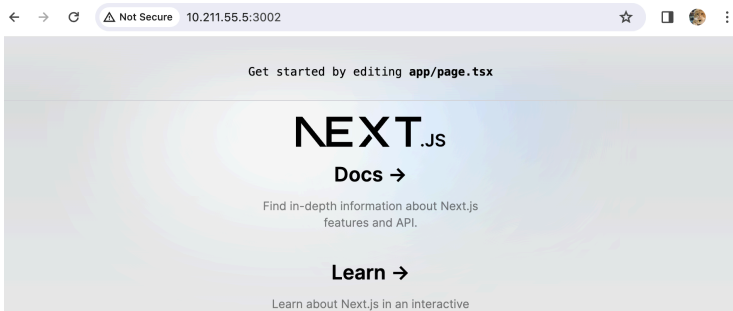 Not Secure 10.211.55.5:3002
Get started by editing app/page.tsx
NEXT.JS
Docs →
Find in-depth information about Next.js
features and API.
Learn →
Learn about Next.js in an interactive